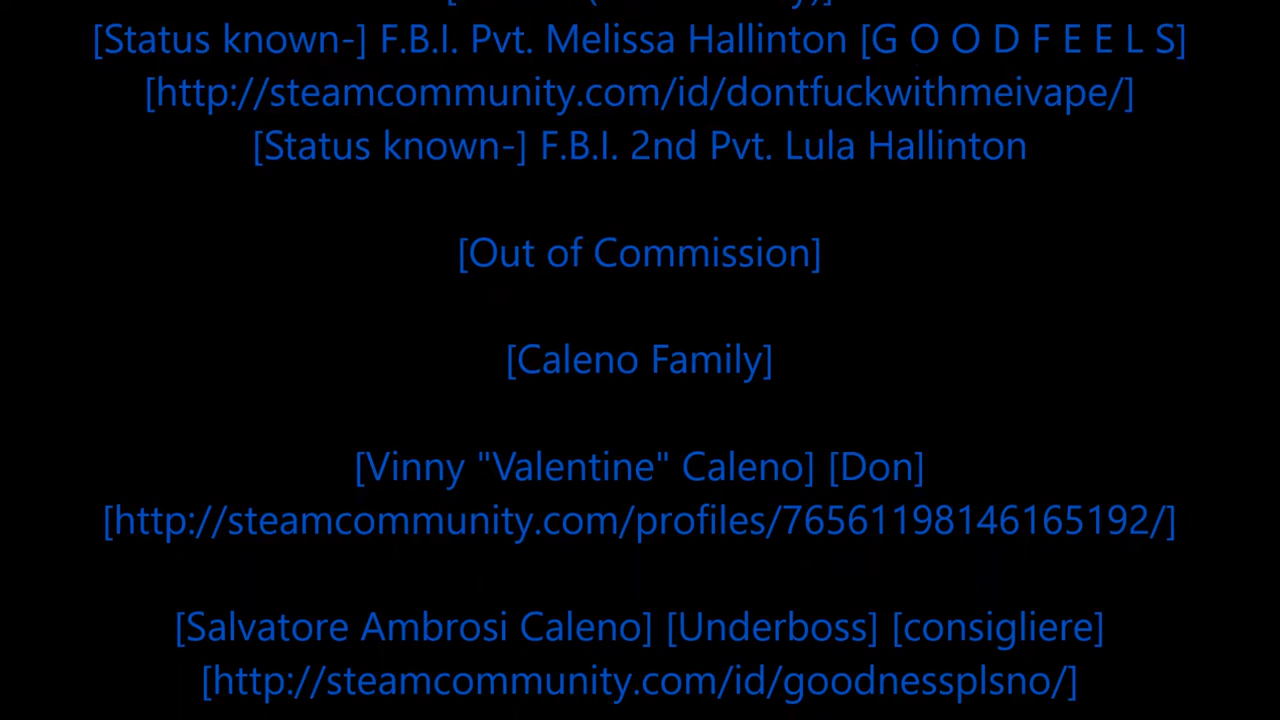 [Status known-] F.B.I. Pvt. Melissa Hallinton [G O O D F E E L S]
[http://steamcommunity.com/id/dontfuckwithmeivape/]
[Status known-] F.B.I. 2nd Pvt. Lula Hallinton
[Out of Commission]
[Caleno Family]
[Vinny "Valentine" Caleno] [Don]
[http://steamcommunity.com/profiles/76561198146165192/]
[Salvatore Ambrosi Caleno] [Underboss] [consigliere]
[http://steamcommunity.com/id/goodnessplsno/]